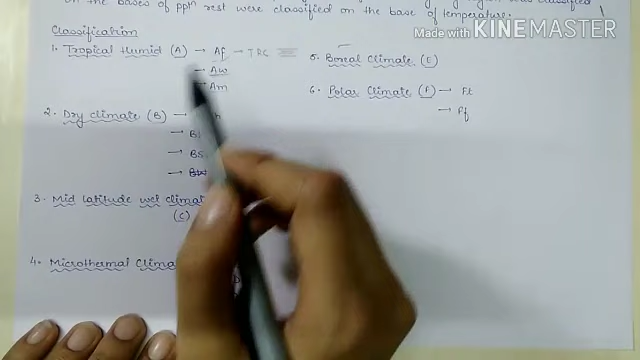 on the bases of pptⁿ rest were classified on the base of temperature.
Classification
1. Tropical Humid (A) → Af → TRC
→ Aw
→ Am
2. Dry climate (B) →
→ BS
3. Mid latitude wet climat
(C)
4. Microthermal Clima
5. Boreal Climate (E)
6. Polar Climate (F) → Ft
→ Pf
Made with KINEMASTER